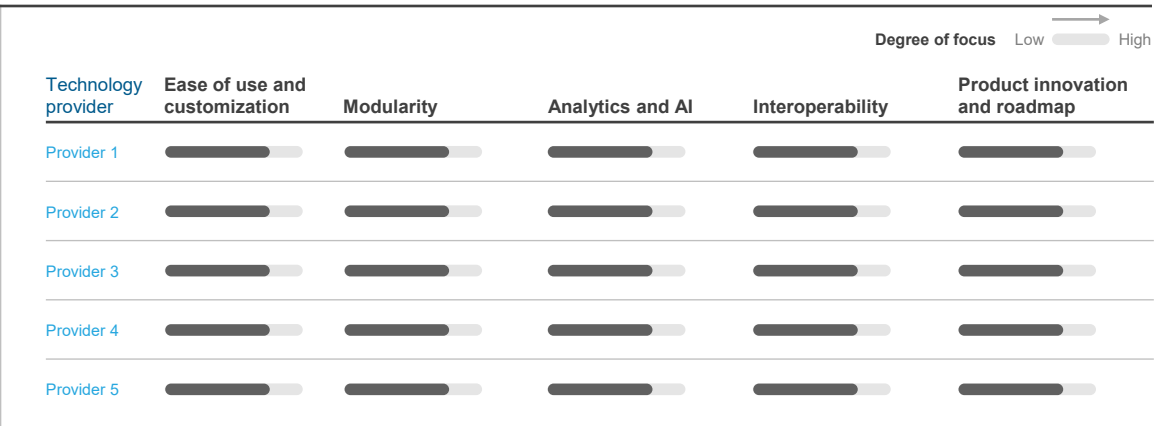 Degree of focus Low High
Technology provider
Ease of use and customization
Modularity
Analytics and AI
Interoperability
Product innovation and roadmap
Provider 1
Provider 2
Provider 3
Provider 4
Provider 5